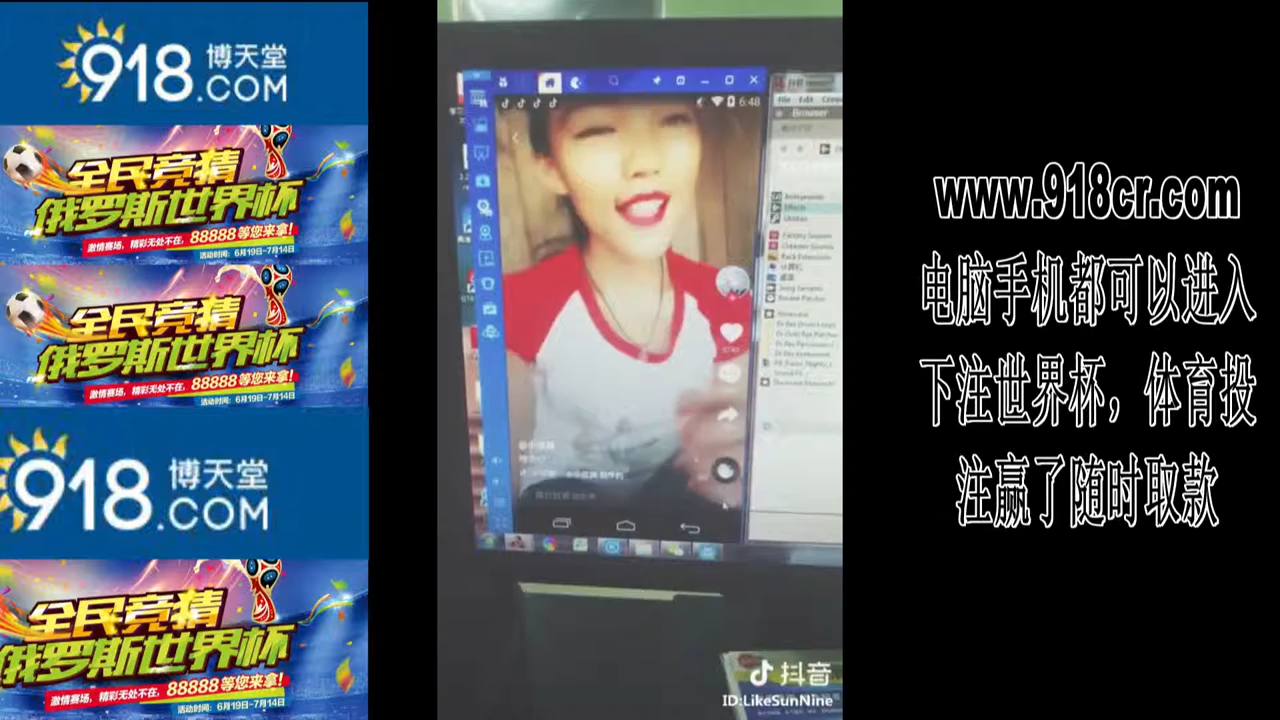 918 博天堂
.COM
全民竞猜
俄罗斯世界杯
激情赛场，精彩无处不在，88888等您来拿！
活动时间：6月19日-7月14日
全民竞猜
俄罗斯世界杯
激情赛场，精彩无处不在，88888等您来拿！
活动时间：6月19日-7月14日
918 博天堂
.COM
全民竞猜
俄罗斯世界杯
激情赛场，精彩无处不在，88888等您来拿！
活动时间：6月19日-7月14日
6:48
File Edit
Browser
Effects
抖音
ID:LikeSunNine
www.918cr.com
电脑手机都可以进入
下注世界杯，体育投
注赢了随时取款